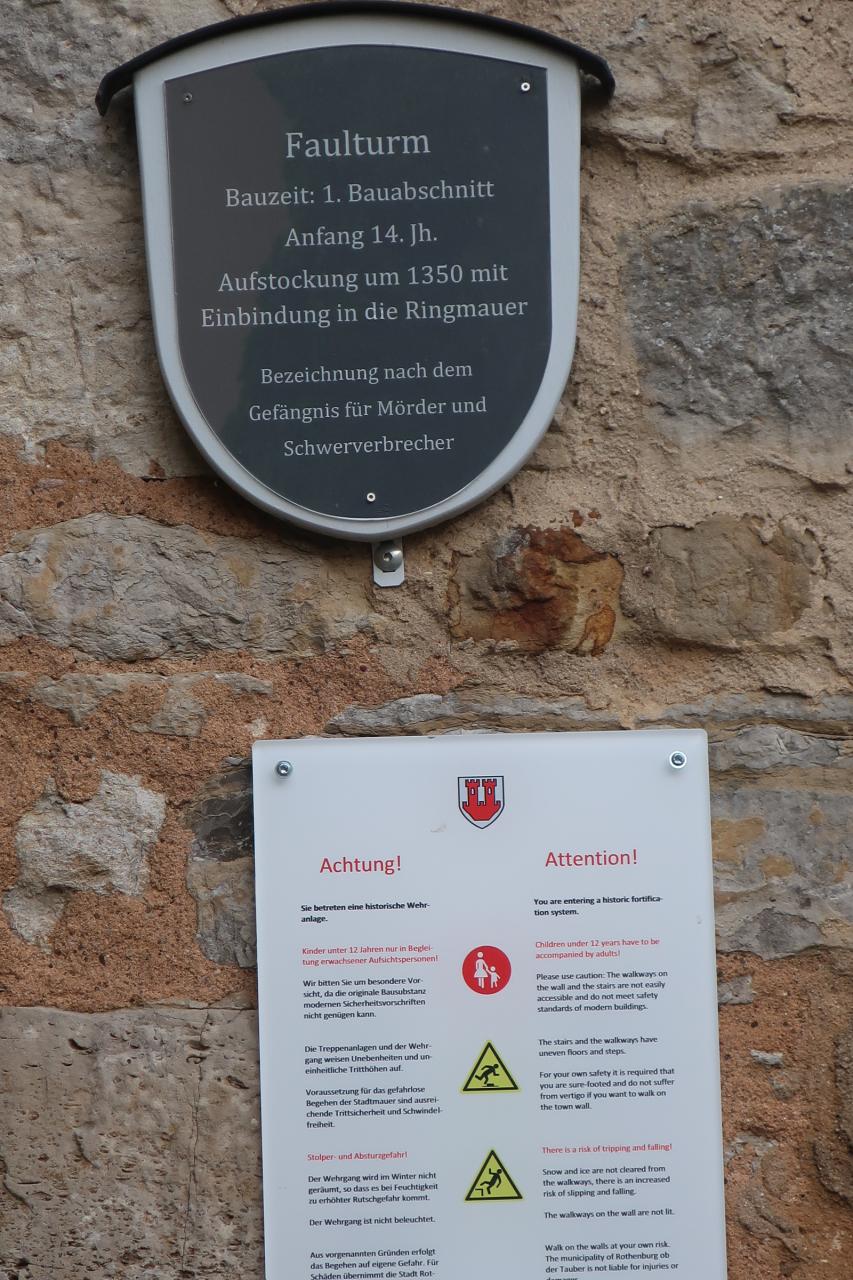 Faulturm
Bauzeit: 1. Bauabschnitt
Anfang 14. Jh.
Aufstockung um 1350 mit
Einbindung in die Ringmauer
Bezeichnung nach dem
Gefängnis für Mörder und
Schwerverbrecher
Achtung!
Sie betreten eine historische Wehr-
anlage.
Kinder unter 12 Jahren nur in Beglei-
tung erwachsener Aufsichtspersonen!
Wir bitten Sie um besondere Vor-
sicht, da die originale Bausubstanz
modernen Sicherheitsvorschriften
nicht genügen kann.
Die Treppenanlagen und der Wehr-
gang weisen Unebenheiten und un-
einheitliche Tritthöhen auf.
Voraussetzung für das gefahrlose
Begehen der Stadtmauer sind ausrei-
chende Trittsicherheit und Schwindel-
freiheit.
Stolper- und Absturzgefahr!
Der Wehrgang wird im Winter nicht
geräumt, so dass es bei Feuchtigkeit
zu erhöhter Rutschgefahr kommt.
Der Wehrgang ist nicht beleuchtet.
Aus vorgenannten Gründen erfolgt
das Begehen auf eigene Gefahr. Für
Schäden übernimmt die Stadt Rot-
Attention!
You are entering a historic fortifica-
tion system.
Children under 12 years have to be
accompanied by adults!
Please use caution: The walkways on
the wall and the stairs are not easily
accessible and do not meet safety
standards of modern buildings.
The stairs and the walkways have
uneven floors and steps.
For your own safety it is required that
you are sure-footed and do not suffer
from vertigo if you want to walk on
the town wall.
There is a risk of tripping and falling!
Snow and ice are not cleared from
the walkways, there is an increased
risk of slipping and falling.
The walkways on the wall are not lit.
Walk on the walls at your own risk.
The municipality of Rothenburg ob
der Tauber is not liable for injuries or